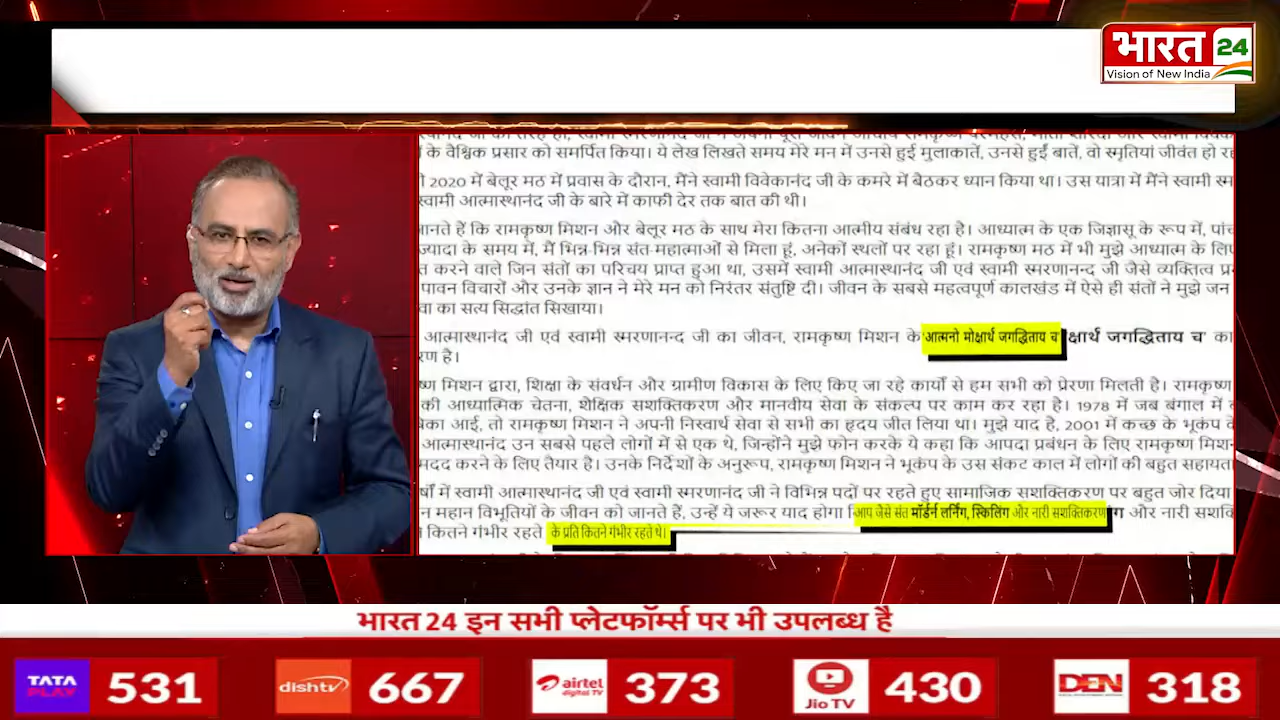 भारत 24
Vision of New India
के वैश्विक प्रसार को समर्पित किया। ये लेख लिखते समय मेरे मन में उनसे हुई मुलाकातें, उनसे हुईं बातें, वो स्मृतियां जीवंत हो
2020 में बेलूर मठ में प्रवास के दौरान, मैंने स्वामी विवेकानंद जी के कमरे में बैठकर ध्यान किया था। उस यात्रा में मैंने स्वामी
स्वामी आत्मास्थानंद जी के बारे में काफी देर तक बात की थी।
जानते हैं कि रामकृष्ण मिशन और बेलूर मठ के साथ मेरा कितना आत्मीय संबंध रहा है। आध्यात्म के एक जिज्ञासू के रूप में,
ज्यादा के समय में, मैं भिन्न-भिन्न संत-महात्माओं से मिला हूं, अनेकों स्थलों पर रहा हूं। रामकृष्ण मठ में भी मुझे आध्यात्म के
करने वाले जिन संतों का परिचय प्राप्त हुआ था, उसमें स्वामी आत्मास्थानंद जी एवं स्वामी स्मरणानन्द जी जैसे व्यक्तित्व
पावन विचारों और उनके ज्ञान ने मेरे मन को निरंतर संतुष्टि दी। जीवन के सबसे महत्वपूर्ण कालखंड में ऐसे ही संतों ने मुझे जन
का सत्य सिद्धांत सिखाया।
आत्मास्थानंद जी एवं स्वामी स्मरणानन्द जी का जीवन, रामकृष्ण मिशन के आत्मनो मोक्षार्थ जगद्धिताय च क्षार्थ जगद्धिताय च' का
है।
मिशन द्वारा, शिक्षा के संवर्धन और ग्रामीण विकास के लिए किए जा रहे कार्यों से हम सभी को प्रेरणा मिलती है। रामकृष्ण
की आध्यात्मिक चेतना, शैक्षिक सशक्तिकरण और मानवीय सेवा के संकल्प पर काम कर रहा है। 1978 में जब बंगाल में
आई, तो रामकृष्ण मिशन ने अपनी निस्वार्थ सेवा से सभी का हृदय जीत लिया था। मुझे याद है, 2001 में कच्छ के भूकंप
आत्मास्थानंद उन सबसे पहले लोगों में से एक थे, जिन्होंने मुझे फोन करके ये कहा कि आपदा प्रबंधन के लिए रामकृष्ण
मदद करने के लिए तैयार है। उनके निर्देशों के अनुरूप, रामकृष्ण मिशन ने भूकंप के उस संकट काल में लोगों की बहुत सहायता
में स्वामी आत्मास्थानंद जी एवं स्वामी स्मरणानंद जी ने विभिन्न पदों पर रहते हुए सामाजिक सशक्तिकरण पर बहुत जोर दिया
महान विभूतियों के जीवन को जानते हैं, उन्हें ये जरूर याद होगा आप जैसे संत मॉडर्न लर्निंग, स्किलिंग और नारी सशक्तिकरण और नारी
कितने गंभीर रहते के प्रति कितने गंभीर रहते थे।
भारत 24 इन सभी प्लेटफॉर्म्स पर भी उपलब्ध है
TATA PLAY 531 dishtv 667 airtel digital TV 373 JioTV 430 DEN 318